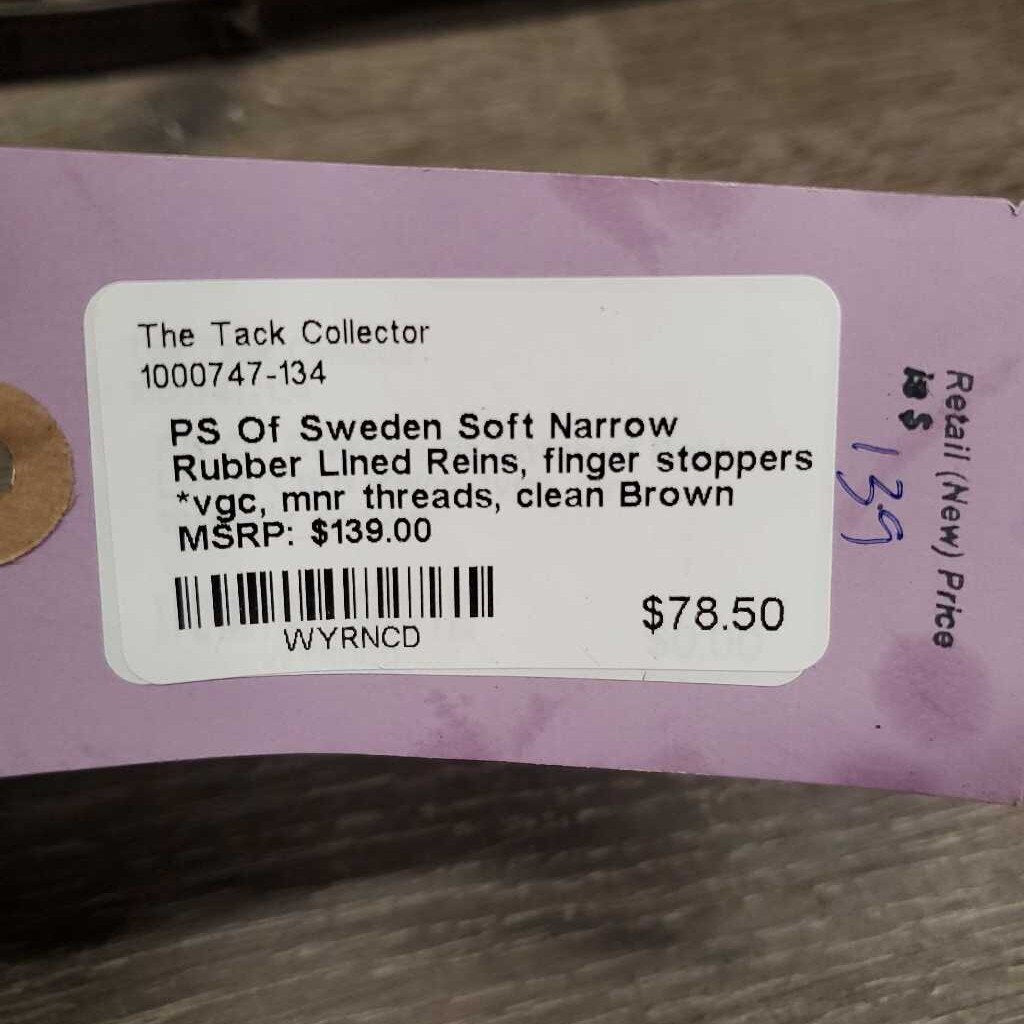 The Tack Collector
1000747-134
PS Of Sweden Soft Narrow
Rubber Lined Reins, finger stoppers
*vgc, mnr threads, clean Brown
MSRP: $139.00
WYRNCD
$78.50
Retail (New) Price
is $
139